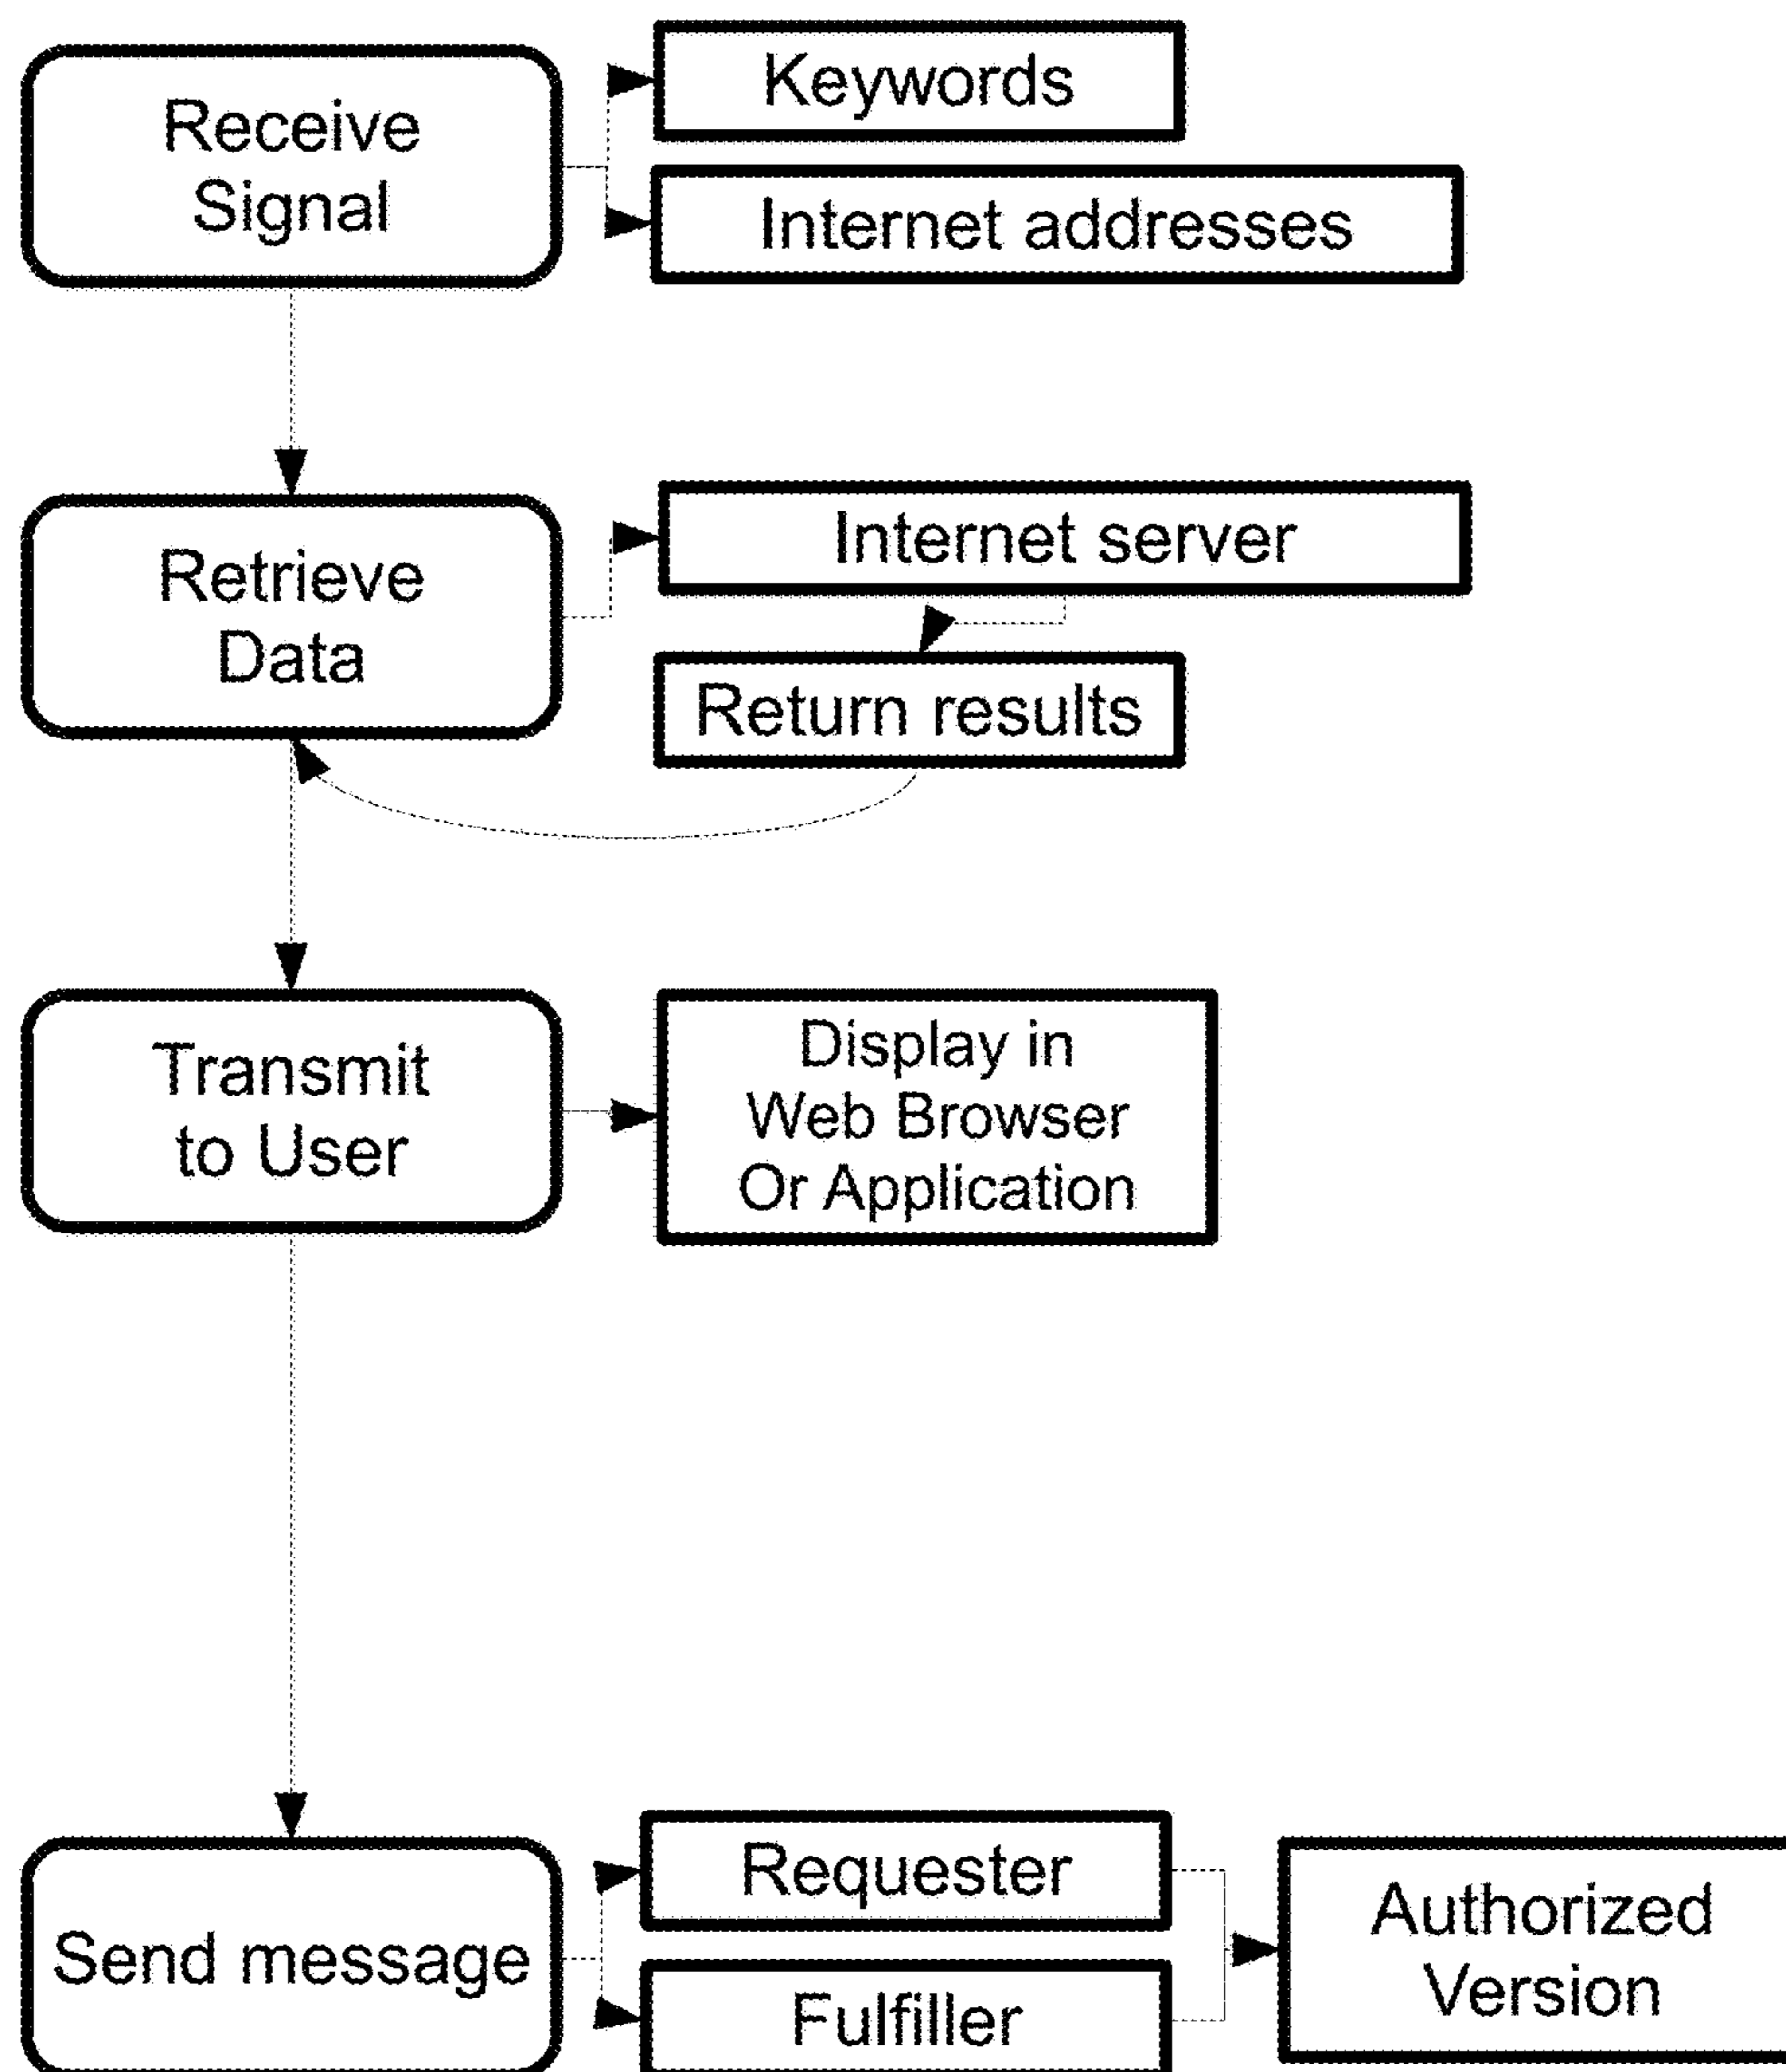 Receive
Signal
Keywords
Internet addresses
Retrieve
Data
Internet server
Return results
Transmit
to User
Display in
Web Browser
Or Application
Send message
Requester
Fulfiller
Authorized
Version